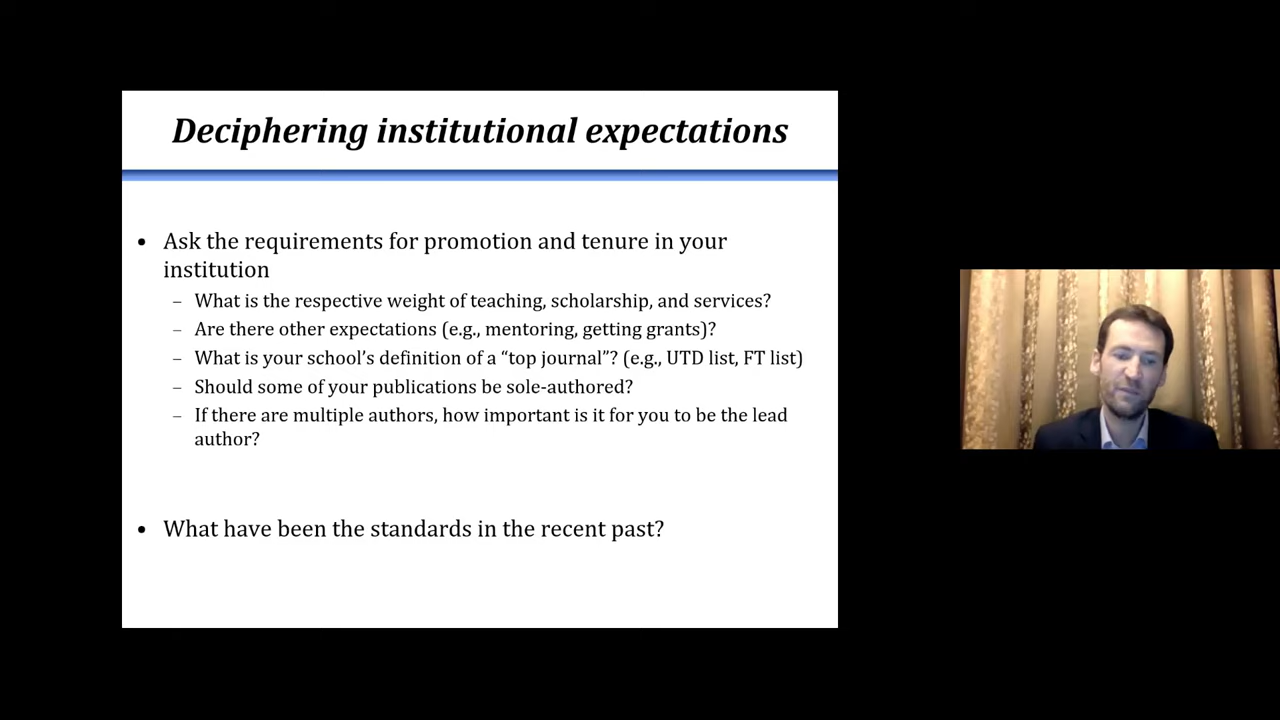 Deciphering institutional expectations
• Ask the requirements for promotion and tenure in your
institution
– What is the respective weight of teaching, scholarship, and services?
– Are there other expectations (e.g., mentoring, getting grants)?
– What is your school’s definition of a “top journal”? (e.g., UTD list, FT list)
– Should some of your publications be sole-authored?
– If there are multiple authors, how important is it for you to be the lead
author?
• What have been the standards in the recent past?